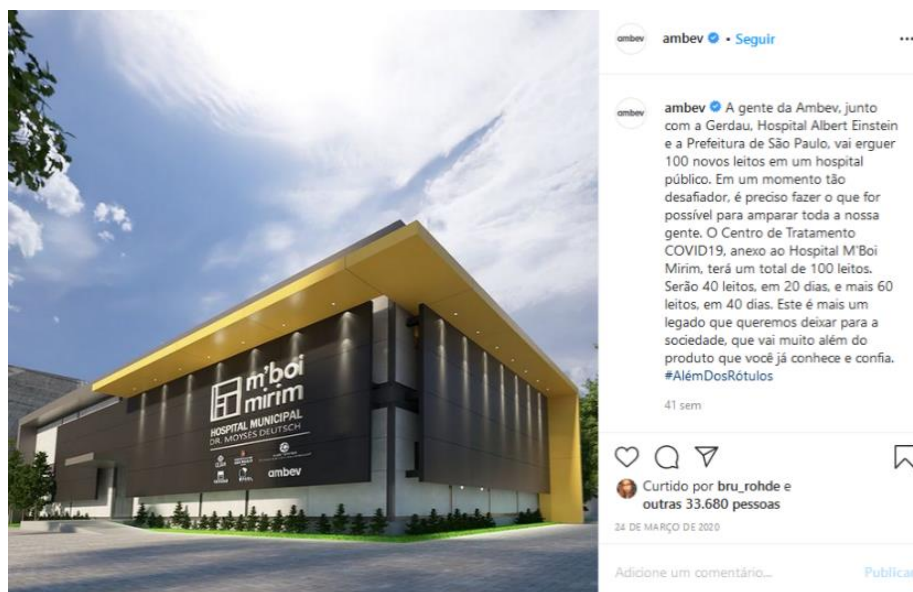 m'boi
mirim
HOSPITAL MUNICIPAL
DR. MOYSÉS DEUTSCH
ambev
ambev
ambev • Seguir
ambev
ambev A gente da Ambev, junto
com a Gerdau, Hospital Albert Einstein
e a Prefeitura de São Paulo, vai erguer
100 novos leitos em um hospital
público. Em um momento tão
desafiador, é preciso fazer o que for
possível para amparar toda a nossa
gente. O Centro de Tratamento
COVID19, anexo ao Hospital M'Boi
Mirim, terá um total de 100 leitos.
Serão 40 leitos, em 20 dias, e mais 60
leitos, em 40 dias. Este é mais um
legado que queremos deixar para a
sociedade, que vai muito além do
produto que você já conhece e confia.
#AlémDosRótulos
41 sem
Curtido por bru_rohde e
outras 33.680 pessoas
24 DE MARÇO DE 2020
Adicione um comentário...
Publicar